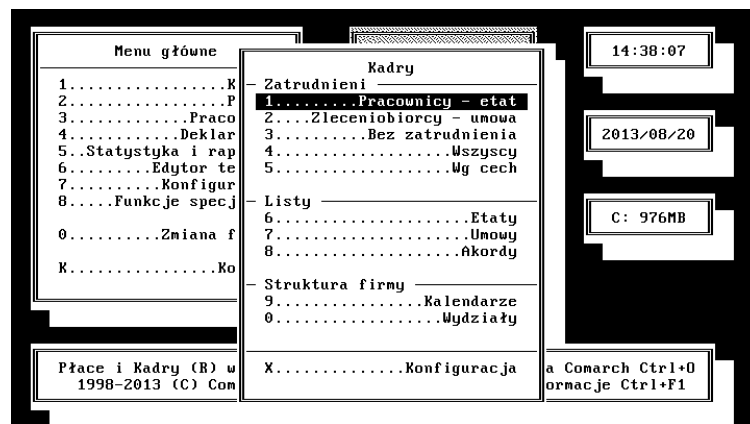 Menu główne
1.................K
2.................P
3.............Praco
4............Deklar
5..Statystyka i rap
6.........Edytor te
7..........Konfigur
8.....Funkcje specj
0..........Zmiana f
K................Ko
Kadry
Zatrudnieni
1.........Pracownicy - etat
2....Zleceniobiorcy - umowa
3..........Bez zatrudnienia
4...................Wszyscy
5...................Wg cech
Listy
6.....................Etaty
7.....................Umowy
8....................Akordy
Struktura firmy
9................Kalendarze
0..................Wydziały
X..............Konfiguracja
14:38:07
2013/08/20
C: 976MB
Płace i Kadry (R) w
1998-2013 (C) Com
a Comarch Ctrl+O
ormacje Ctrl+F1